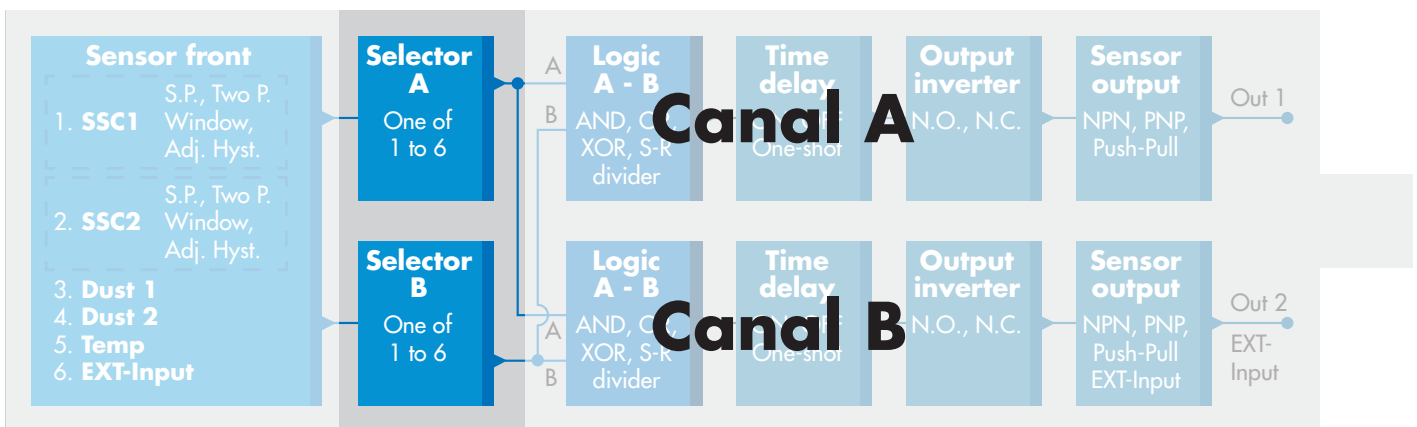 Sensor front
1. SSC1
S.P., Two P.
Window,
Adj. Hyst.
2. SSC2
S.P., Two P.
Window,
Adj. Hyst.
3. Dust 1
4. Dust 2
5. Temp
6. EXT-Input
Selector
A
One of
1 to 6
A
B
Logic
A - B
AND, OR,
XOR, S-R
divider
Time
delay
One-shot
Output
inverter
N.O., N.C.
Sensor
output
NPN, PNP,
Push-Pull
Out 1
Canal A
Selector
B
One of
1 to 6
A
B
Logic
A - B
AND, OR,
XOR, S-R
divider
Time
delay
One-shot
Output
inverter
N.O., N.C.
Sensor
output
NPN, PNP,
Push-Pull
EXT-Input
Out 2
EXT-
Input
Canal B